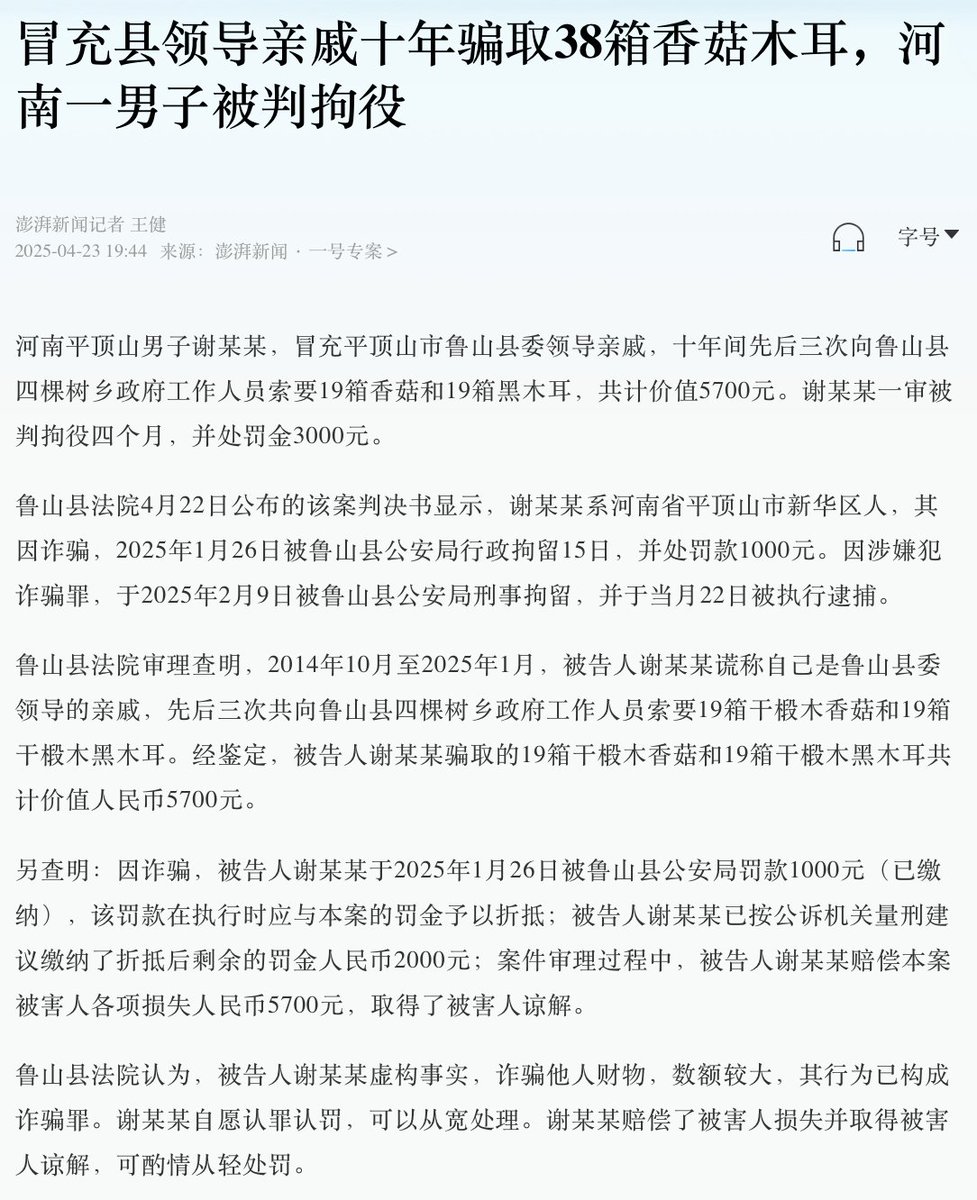 冒充县领导亲戚十年骗取38箱香菇木耳，河
南一男子被判拘役
澎湃新闻记者 王健
2025-04-23 19:44 来源：澎湃新闻 · 一号专案 >
字号
河南平顶山男子谢某某，冒充平顶山市鲁山县委领导亲戚，十年间先后三次向鲁山县
四棵树乡政府工作人员索要19箱香菇和19箱黑木耳，共计价值5700元。谢某某一审被
判拘役四个月，并处罚金3000元。
鲁山县法院4月22日公布的该案判决书显示，谢某某系河南省平顶山市新华区人，其
因诈骗，2025年1月26日被鲁山县公安局行政拘留15日，并处罚款1000元。因涉嫌犯
诈骗罪，于2025年2月9日被鲁山县公安局刑事拘留，并于当月22日被执行逮捕。
鲁山县法院审理查明，2014年10月至2025年1月，被告人谢某某谎称自己是鲁山县委
领导的亲戚，先后三次共向鲁山县四棵树乡政府工作人员索要19箱干椴木香菇和19箱
干椴木黑木耳。经鉴定，被告人谢某某骗取的19箱干椴木香菇和19箱干椴木黑木耳共
计价值人民币5700元。
另查明：因诈骗，被告人谢某某于2025年1月26日被鲁山县公安局罚款1000元（已缴
纳），该罚款在执行时应与本案的罚金予以折抵；被告人谢某某已按公诉机关量刑建
议缴纳了折抵后剩余的罚金人民币2000元；案件审理过程中，被告人谢某某赔偿本案
被害人各项损失人民币5700元，取得了被害人谅解。
鲁山县法院认为，被告人谢某某虚构事实，诈骗他人财物，数额较大，其行为已构成
诈骗罪。谢某某自愿认罪认罚，可以从宽处理。谢某某赔偿了被害人损失并取得被害
人谅解，可酌情从轻处罚。